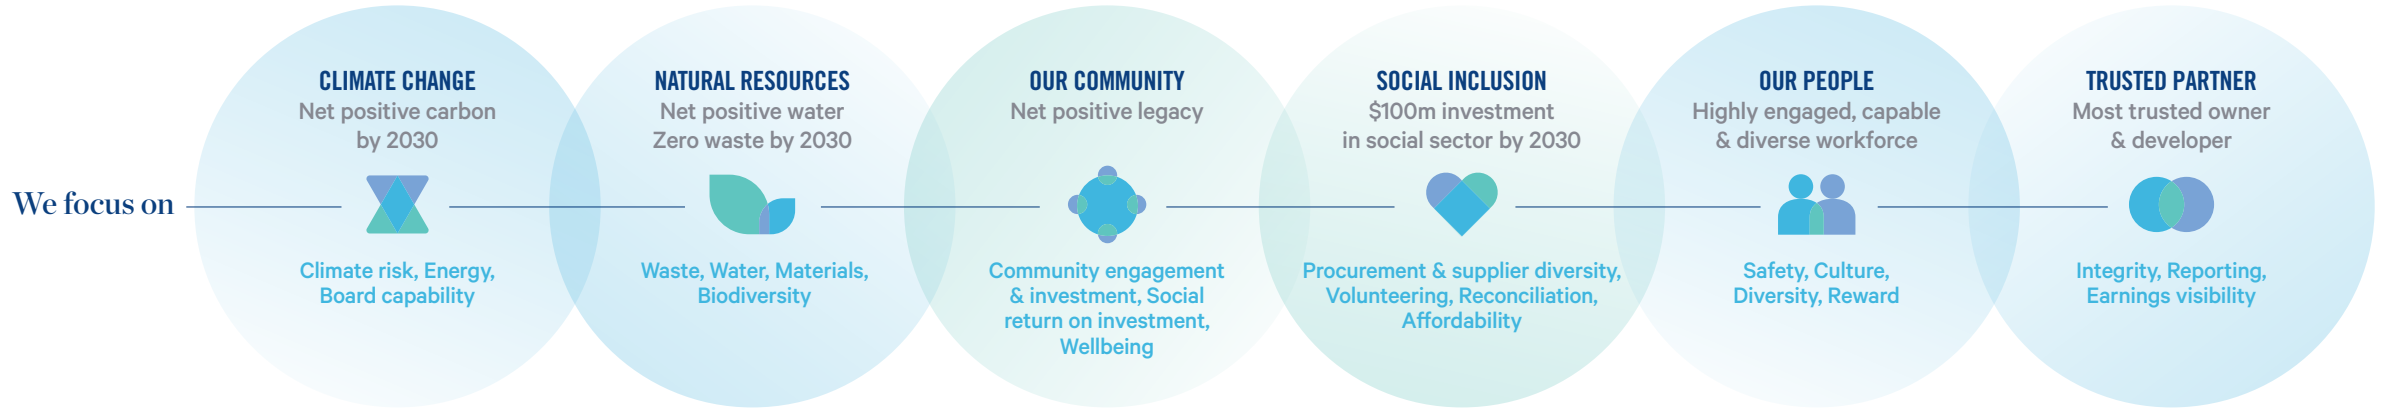 We focus on
CLIMATE CHANGE
Net positive carbon
by 2030
Climate risk, Energy,
Board capability
NATURAL RESOURCES
Net positive water
Zero waste by 2030
Waste, Water, Materials,
Biodiversity
OUR COMMUNITY
Net positive legacy
Community engagement
& investment, Social
return on investment,
Wellbeing
SOCIAL INCLUSION
$100m investment
in social sector by 2030
Procurement & supplier diversity,
Volunteering, Reconciliation,
Affordability
OUR PEOPLE
Highly engaged, capable
& diverse workforce
Safety, Culture,
Diversity, Reward
TRUSTED PARTNER
Most trusted owner
& developer
Integrity, Reporting,
Earnings visibility